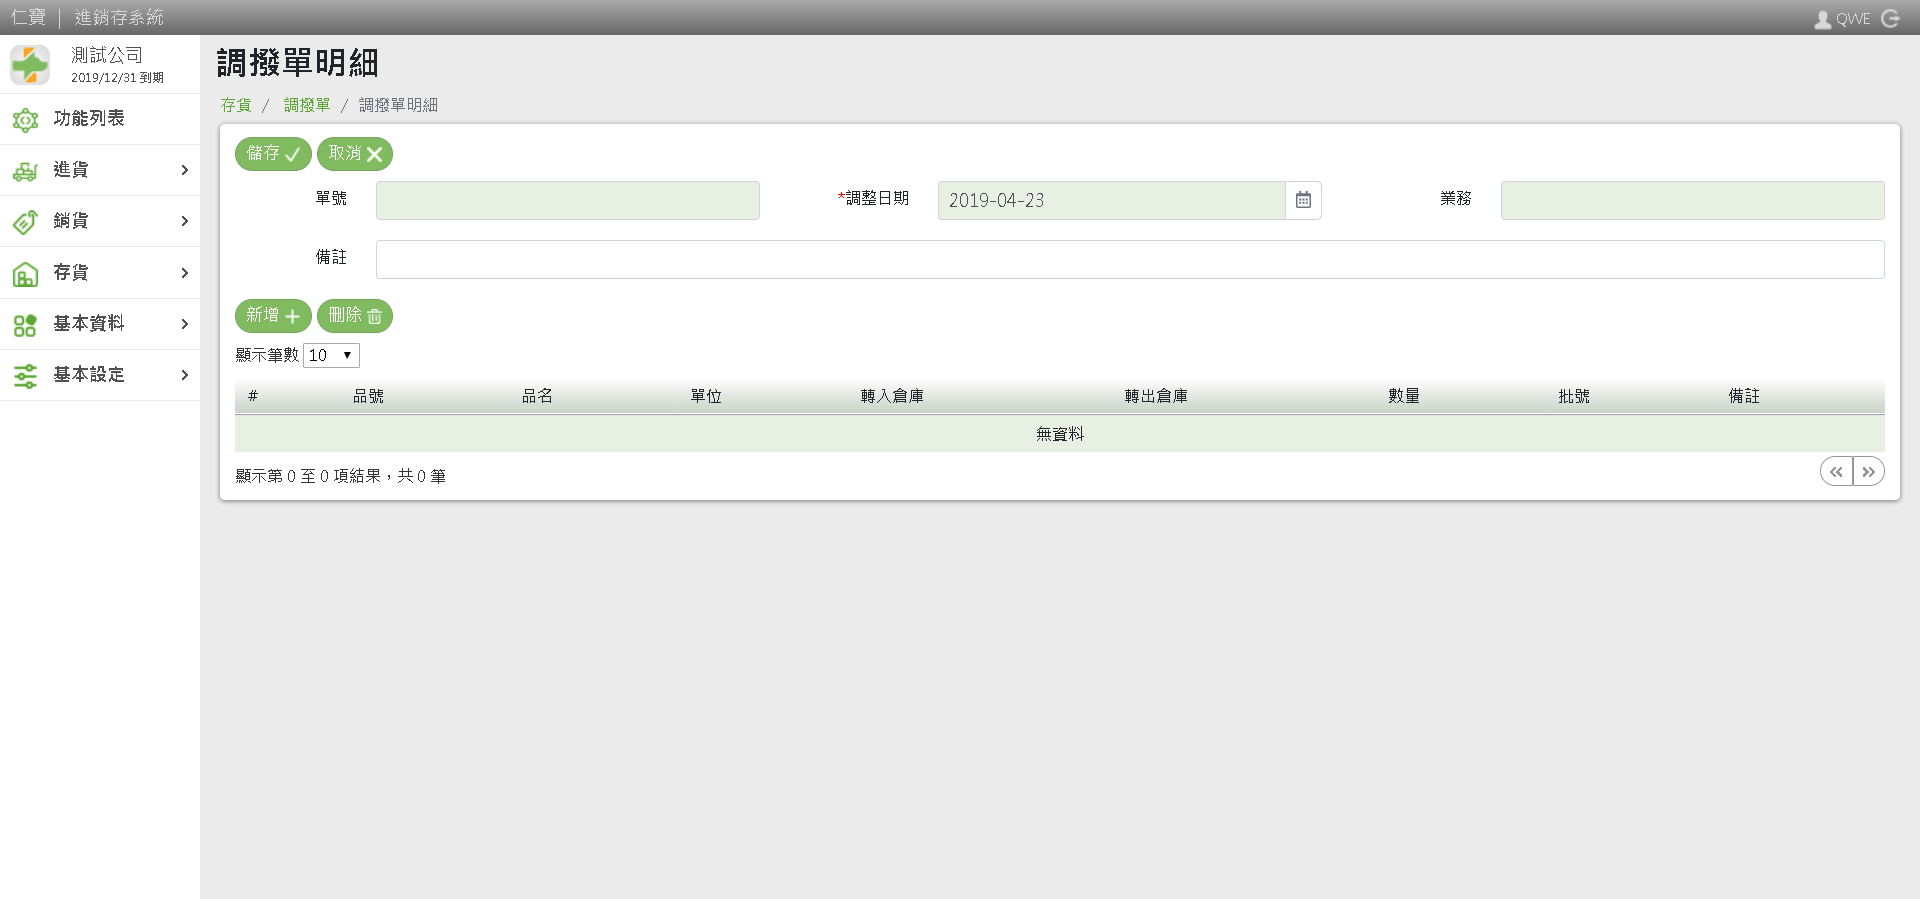 仁寶 | 進銷存系統
QWE
測試公司
2019/12/31 到期
功能列表
進貨
銷貨
存貨
基本資料
基本設定
調撥單明細
存貨 / 調撥單 / 調撥單明細
儲存 取消
單號 *調整日期 2019-04-23 業務
備註
新增 刪除
顯示筆數 10
# 品號 品名 單位 轉入倉庫 轉出倉庫 數量 批號 備註
無資料
顯示第 0 至 0 項結果，共 0 筆